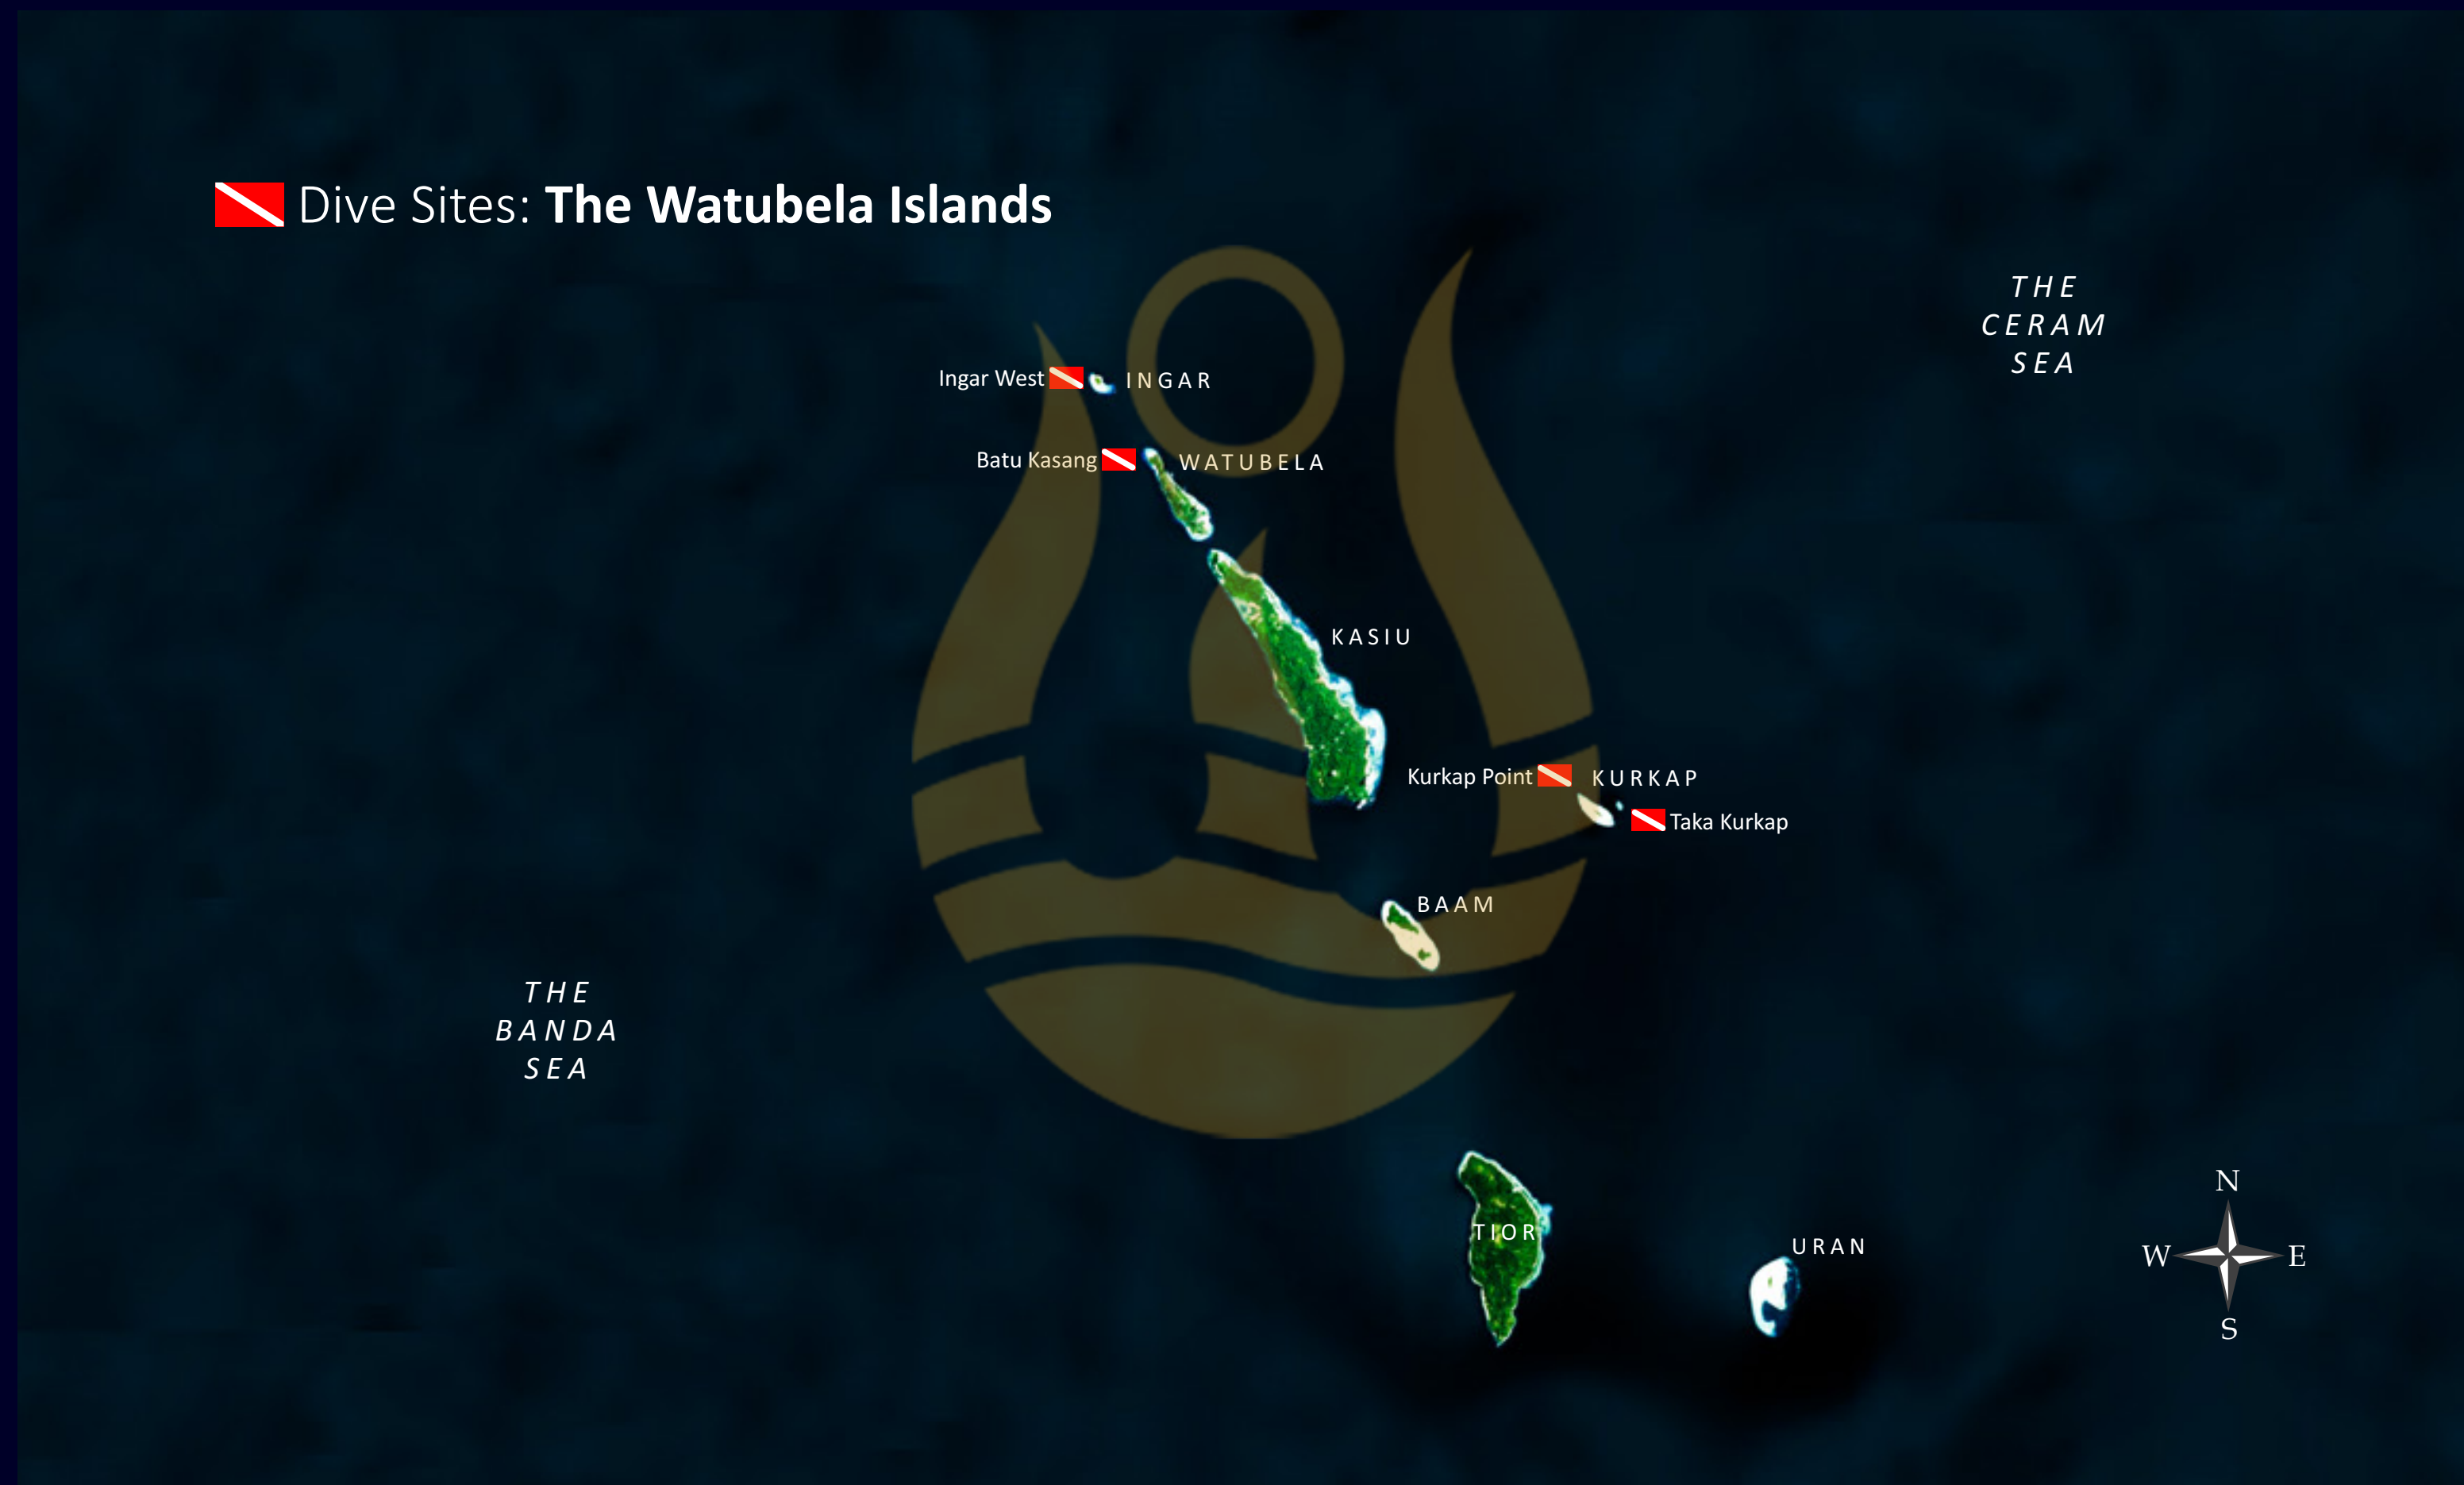 Dive Sites: The Watubela Islands
THE
CERAM
SEA
Ingar West
INGAR
Batu Kasang
WATUBELA
KASIU
Kurkap Point
KURKAP
Taka Kurkap
BAAM
THE
BANDA
SEA
TIOR
URAN
N
W
E
S